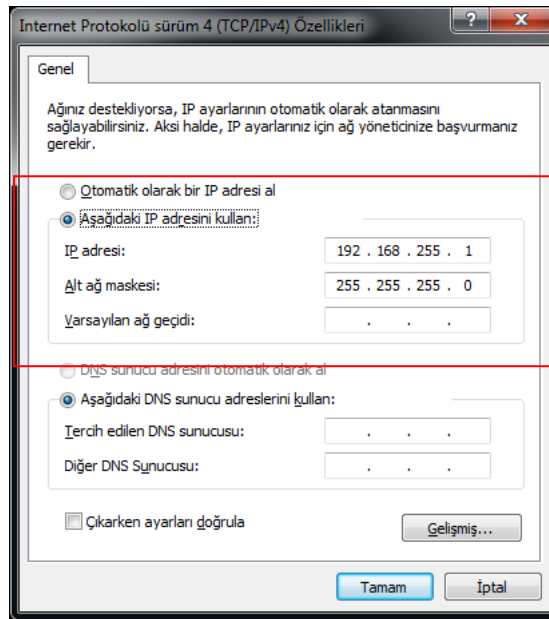 Internet Protokolü sürüm 4 (TCP/IPv4) Özellikleri
?
Genel
Ağınız destekliyorsa, IP ayarlarının otomatik olarak atanmasını
sağlayabilirsiniz. Aksi halde, IP ayarlarınız için ağ yöneticinize başvurmanız
gerekir.
Otomatik olarak bir IP adresi al
Aşağıdaki IP adresini kullan:
IP adresi: 192 . 168 . 255 . 1
Alt ağ maskesi: 255 . 255 . 255 . 0
Varsayılan ağ geçidi: . . .
DNS sunucu adresini otomatik olarak al
Aşağıdaki DNS sunucu adreslerini kullan:
Tercih edilen DNS sunucusu: . . .
Diğer DNS Sunucusu: . . .
Çıkarken ayarları doğrula
Gelişmiş...
Tamam İptal